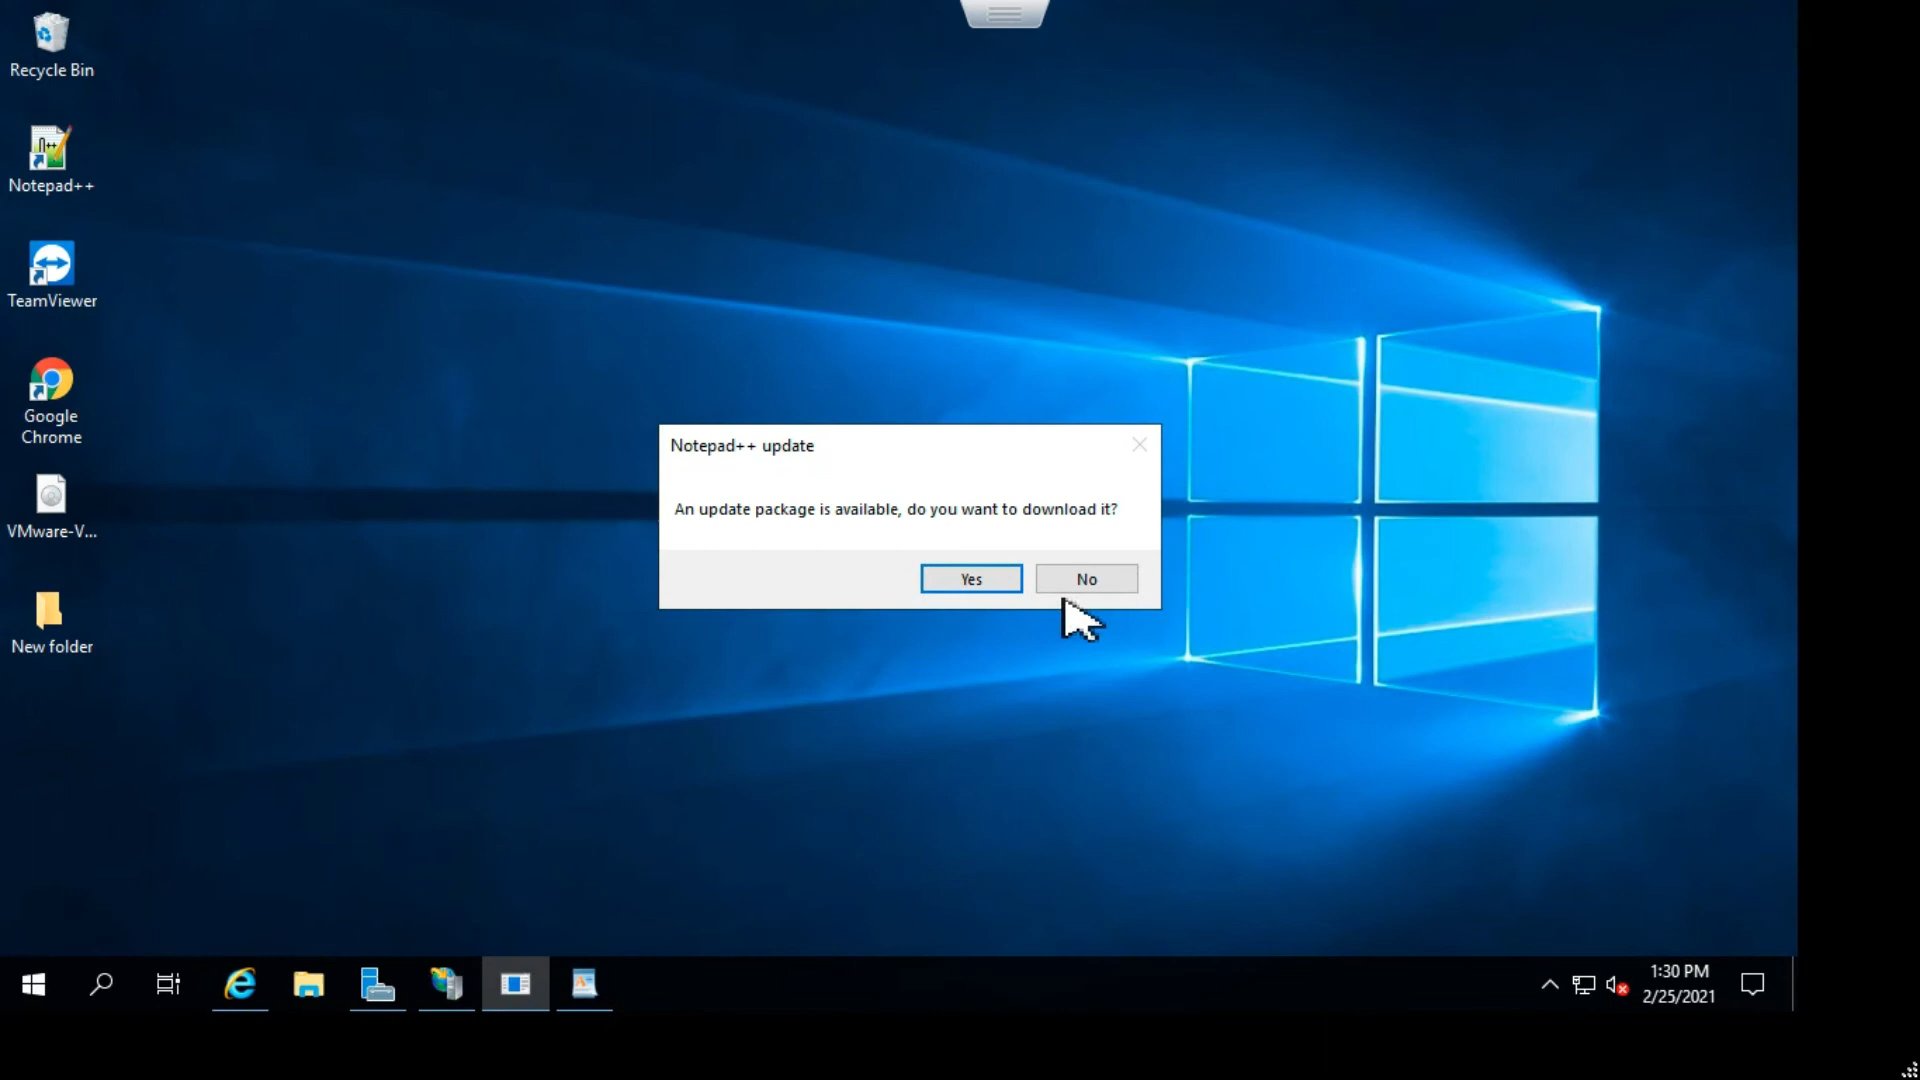 Recycle Bin
Notepad++
TeamViewer
Google
Chrome
VMware-V...
New folder
Notepad++ update
An update package is available, do you want to download it?
Yes
No
1:30 PM
2/25/2021